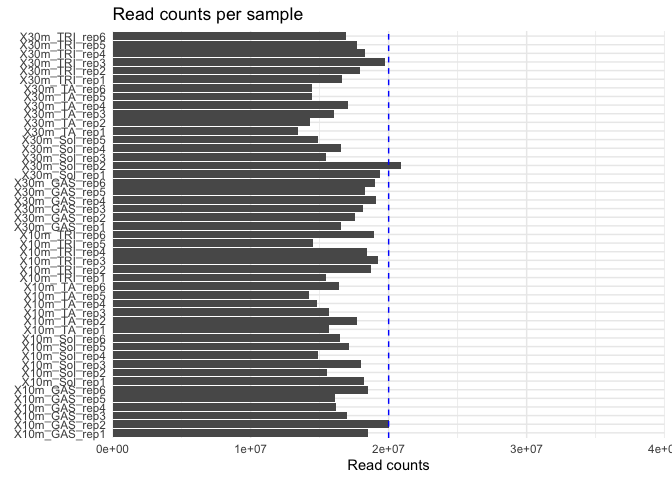 Read counts per sample
X30m_TRI_rep6
X30m_TRI_rep5
X30m_TRI_rep4
X30m_TRI_rep3
X30m_TRI_rep2
X30m_TRI_rep1
X30m_TA_rep6
X30m_TA_rep5
X30m_TA_rep4
X30m_TA_rep3
X30m_TA_rep2
X30m_TA_rep1
X30m_Sol_rep5
X30m_Sol_rep4
X30m_Sol_rep3
X30m_Sol_rep2
X30m_Sol_rep1
X30m_GAS_rep6
X30m_GAS_rep5
X30m_GAS_rep4
X30m_GAS_rep3
X30m_GAS_rep2
X30m_GAS_rep1
X10m_TRI_rep6
X10m_TRI_rep5
X10m_TRI_rep4
X10m_TRI_rep3
X10m_TRI_rep2
X10m_TRI_rep1
X10m_TA_rep6
X10m_TA_rep5
X10m_TA_rep4
X10m_TA_rep3
X10m_TA_rep2
X10m_TA_rep1
X10m_Sol_rep6
X10m_Sol_rep5
X10m_Sol_rep4
X10m_Sol_rep3
X10m_Sol_rep2
X10m_Sol_rep1
X10m_GAS_rep6
X10m_GAS_rep5
X10m_GAS_rep4
X10m_GAS_rep3
X10m_GAS_rep2
X10m_GAS_rep1
0e+00 1e+07 2e+07 3e+07 4e+0
Read counts